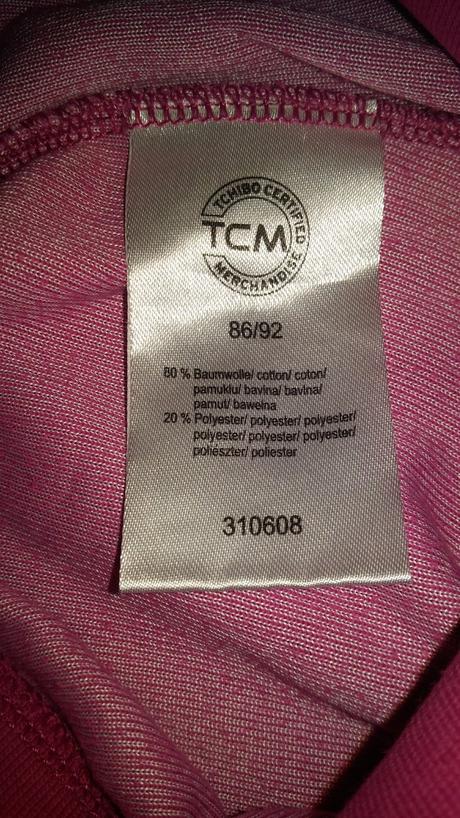 TCHIBO CERTIFIED
TCM
MERCHANDISE
86/92
80 % Baumwolle/ cotton/ coton/
pamuklu/ bavlna/ bavlna/
pamut/ bawełna
20 % Polyester/ polyester/ polyester/
polyester/ polyester/ polyester/
poliészter/ poliester
310608